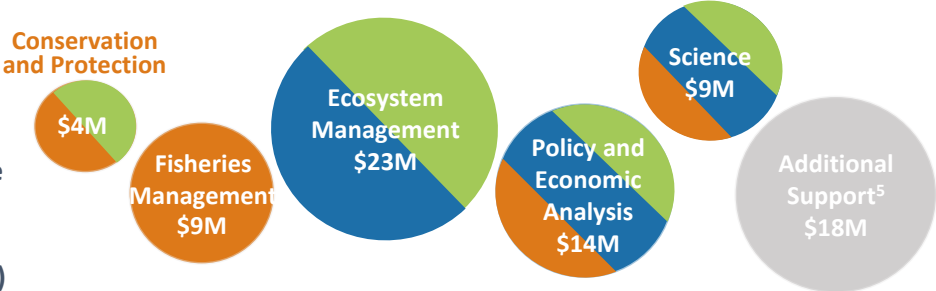 Conservation
and Protection
$4M
Fisheries
Management
$9M
Ecosystem
Management
$23M
Policy and
Economic
Analysis
$14M
Science
$9M
Additional
Support⁵
$18M
e
)